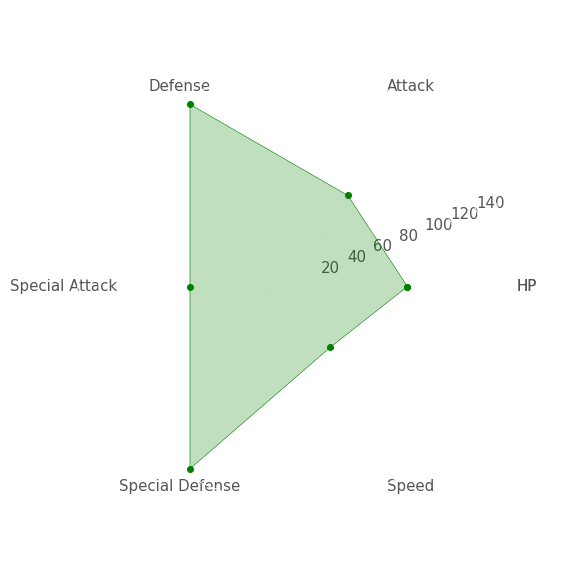 Defense
Attack
140
120
100
80
60
40
20
Special Attack
HP
Special Defense
Speed